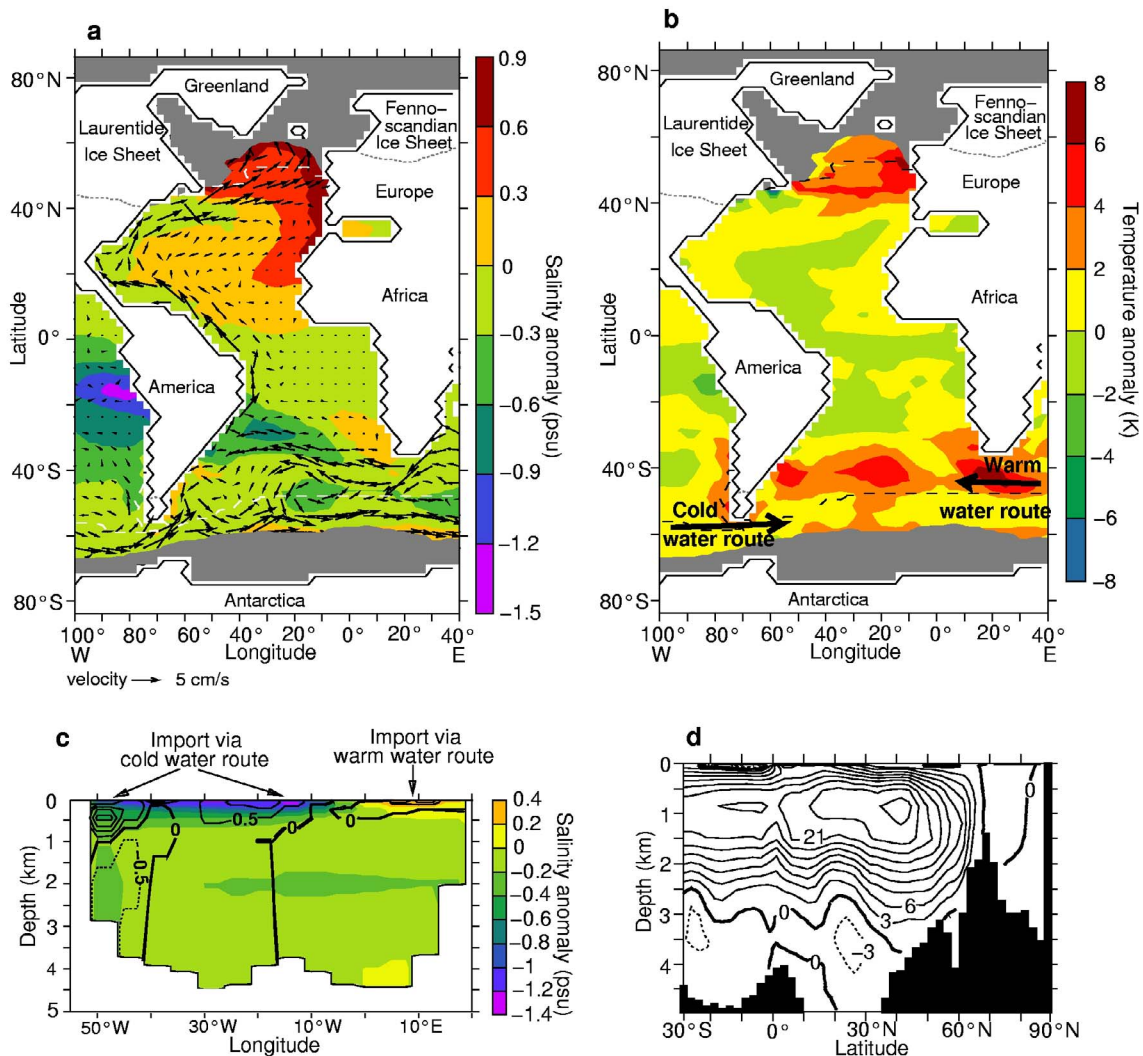 a
80°N
40°N
0°
40°S
80°S
Latitude
Greenland
Laurentide
Ice Sheet
Fenno-
scandian
Ice Sheet
Europe
Africa
America
Antarctica
100°
W
80°
60°
40°
20°
0°
20°
40°
E
Longitude
velocity
5 cm/s
0.9
0.6
0.3
0
−0.3
−0.6
−0.9
−1.2
−1.5
Salinity anomaly (psu)
b
80°N
40°N
0°
40°S
80°S
Latitude
Greenland
Laurentide
Ice Sheet
Fenno-
scandian
Ice Sheet
Europe
Africa
America
Warm
water route
Cold
water route
Antarctica
100°
W
80°
60°
40°
20°
0°
20°
40°
E
Longitude
8
6
4
2
0
−2
−4
−6
−8
Temperature anomaly (K)
c
Import via
cold water route
Import via
warm water route
0
1
2
3
4
5
Depth (km)
0
0.5
0
0
−0.5
50°W
30°W
10°W
10°E
Longitude
0.4
0.2
0
−0.2
−0.4
−0.6
−0.8
−1
−1.2
−1.4
Salinity anomaly (psu)
d
0
1
2
3
4
Depth (km)
0
21
6
3
0
−3
0
30°S
0°
30°N
60°N
90°N
Latitude